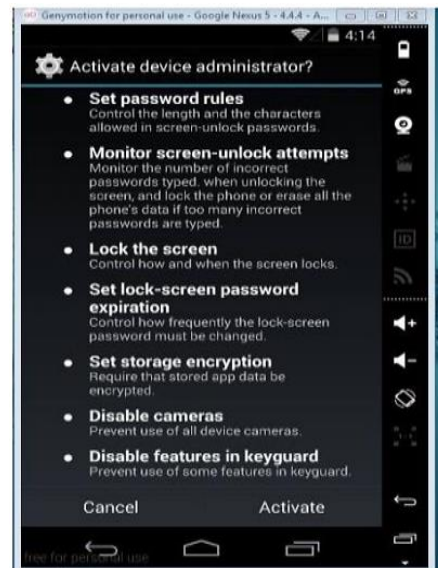 Genymotion for personal use - Google Nexus 5 - 4.4.4 - A...
4:14
Activate device administrator?
GPS
• Set password rules
Control the length and the characters
allowed in screen-unlock passwords.
• Monitor screen-unlock attempts
Monitor the number of incorrect
passwords typed. when unlocking the
screen, and lock the phone or erase all the
phone's data if too many incorrect
passwords are typed.
ID
• Lock the screen
Control how and when the screen locks.
• Set lock-screen password
expiration
Control how frequently the lock-screen
password must be changed.
• Set storage encryption
Require that stored app data be
encrypted.
• Disable cameras
Prevent use of all device cameras.
• Disable features in keyguard
Prevent use of some features in keyguard.
Cancel Activate
free for personal use